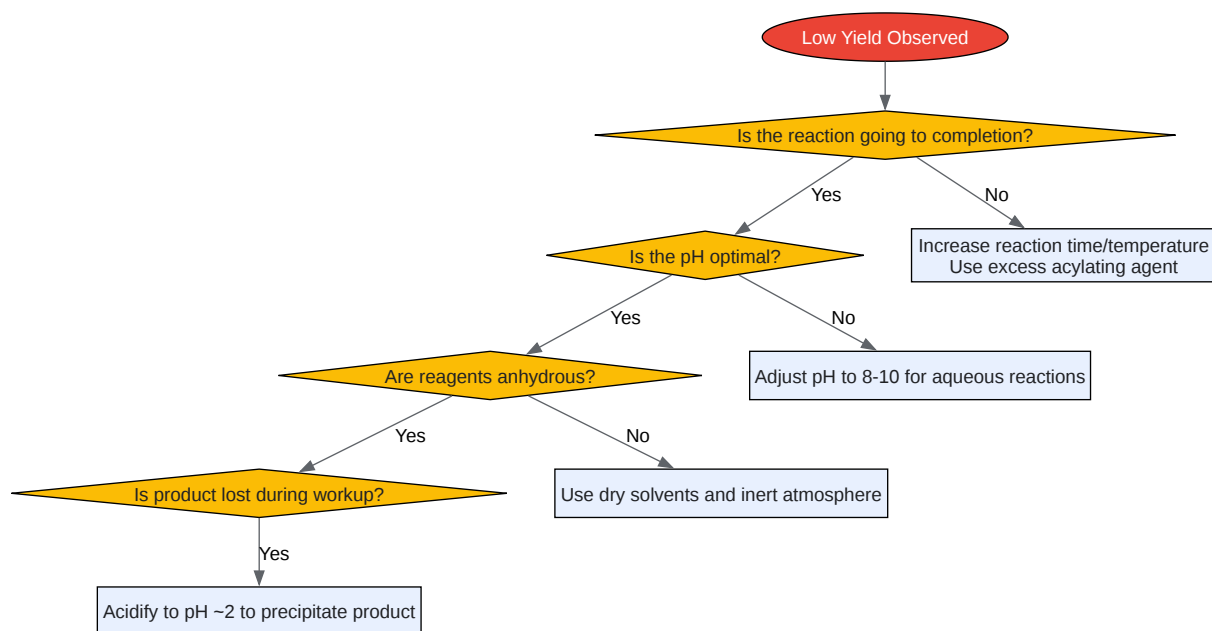 Low Yield Observed
Is the reaction going to completion?
Yes
No
Increase reaction time/temperature
Use excess acylating agent
Is the pH optimal?
Yes
No
Adjust pH to 8-10 for aqueous reactions
Are reagents anhydrous?
Yes
No
Use dry solvents and inert atmosphere
Is product lost during workup?
Yes
Acidify to pH ~2 to precipitate product